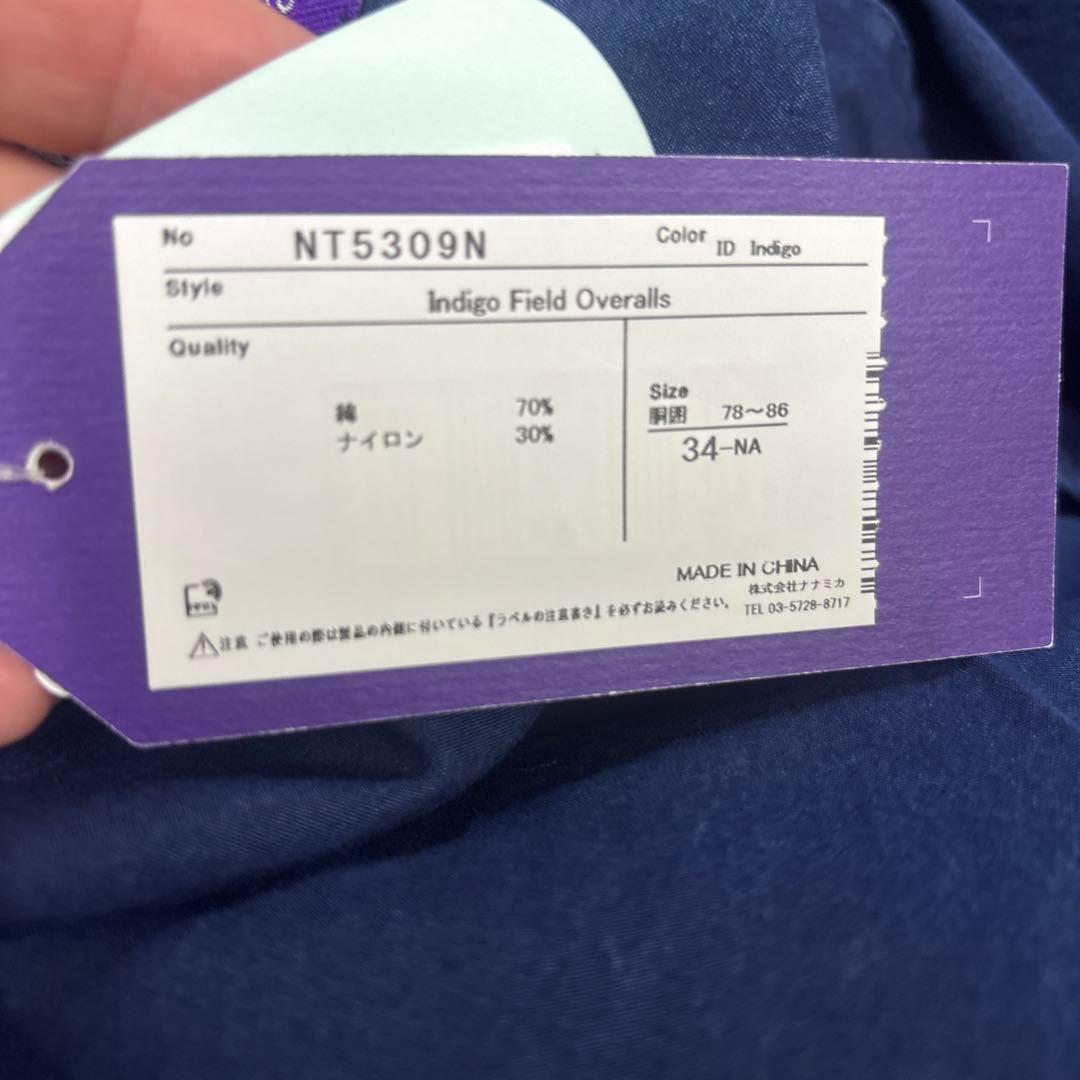 No NT5309N Color ID Indigo
Style Indigo Field Overalls
Quality
綿 70%
ナイロン 30%
Size
胴囲 78〜86
34-NA
MADE IN CHINA
株式会社ナナミカ
TEL 03-5728-8717
注意 ご使用の際は製品の内側に付いている『ラベルの注意書き』を必ずお読みください。